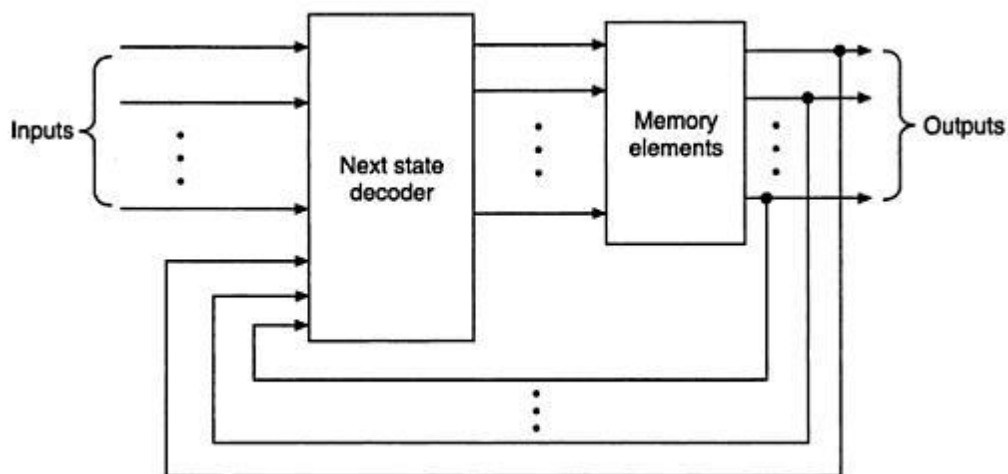 Inputs
Next state
decoder
Memory
elements
Outputs